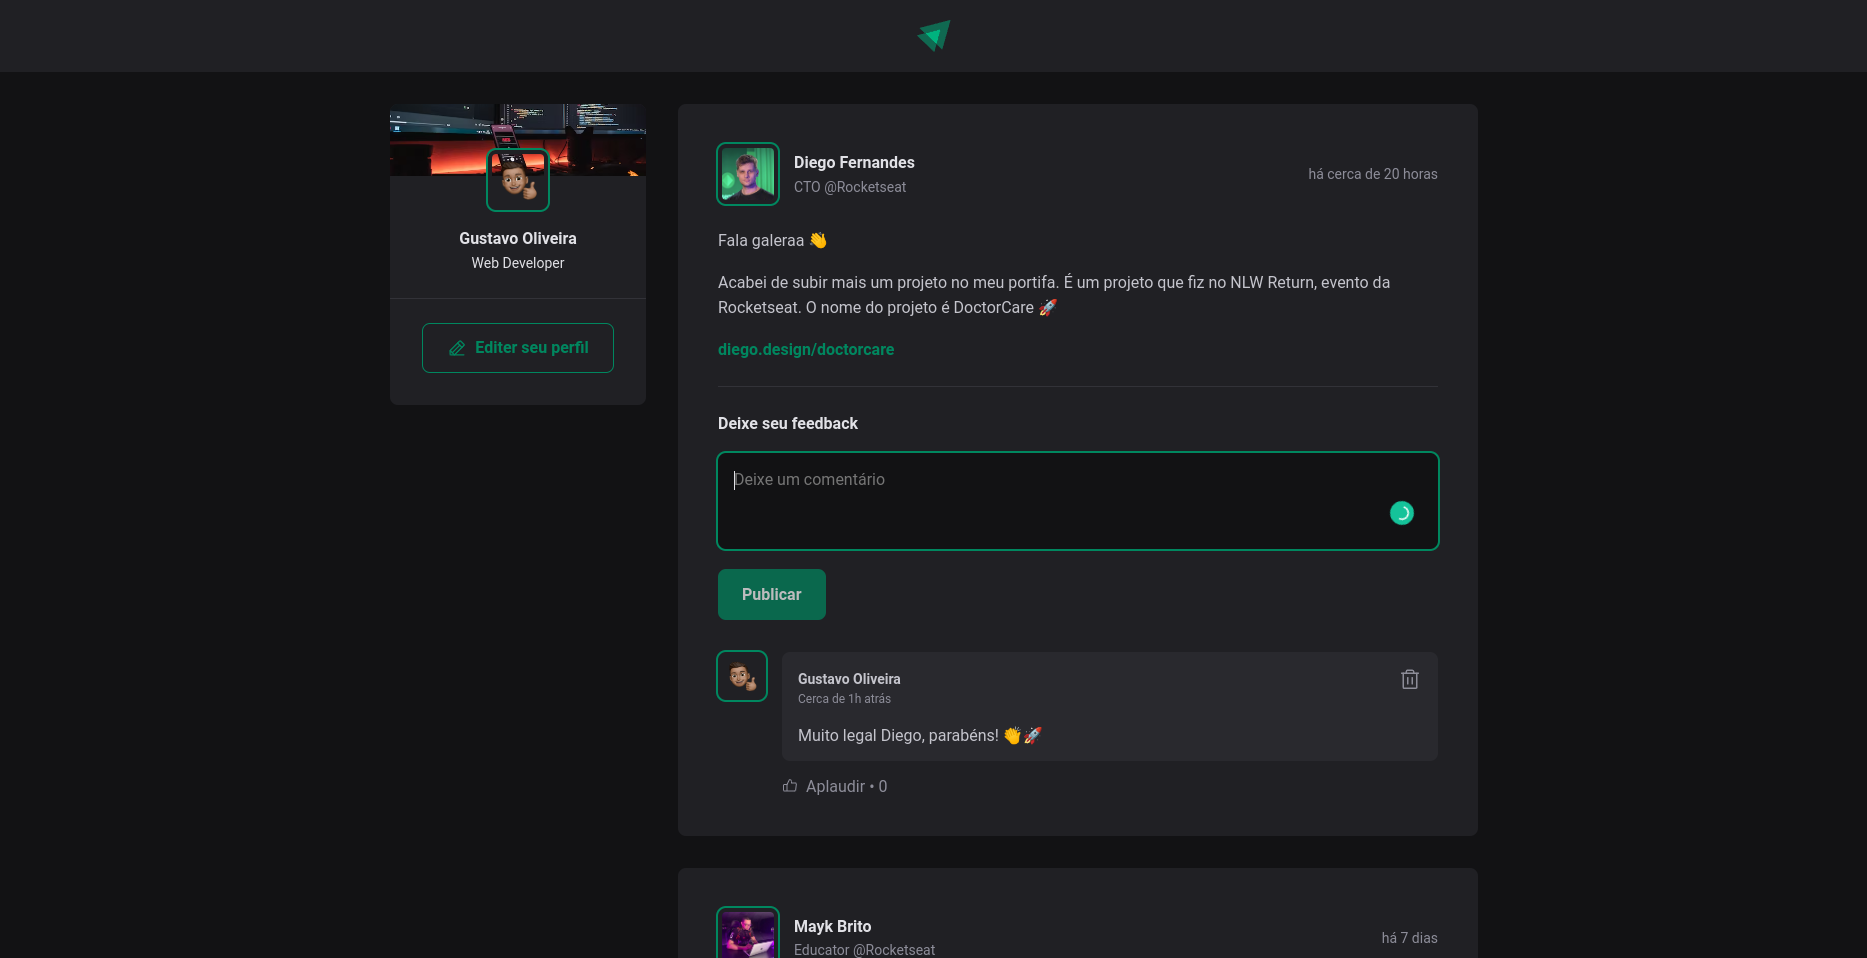 Gustavo Oliveira
Web Developer
Editer seu perfil
Diego Fernandes
CTO @Rocketseat
há cerca de 20 horas
Fala galeraa 👋
Acabei de subir mais um projeto no meu portifa. É um projeto que fiz no NLW Return, evento da
Rocketseat. O nome do projeto é DoctorCare 🚀
diego.design/doctorcare
Deixe seu feedback
Deixe um comentário
Publicar
Gustavo Oliveira
Cerca de 1h atrás
Muito legal Diego, parabéns! 👏🚀
Aplaudir • 0
Mayk Brito
Educator @Rocketseat
há 7 dias